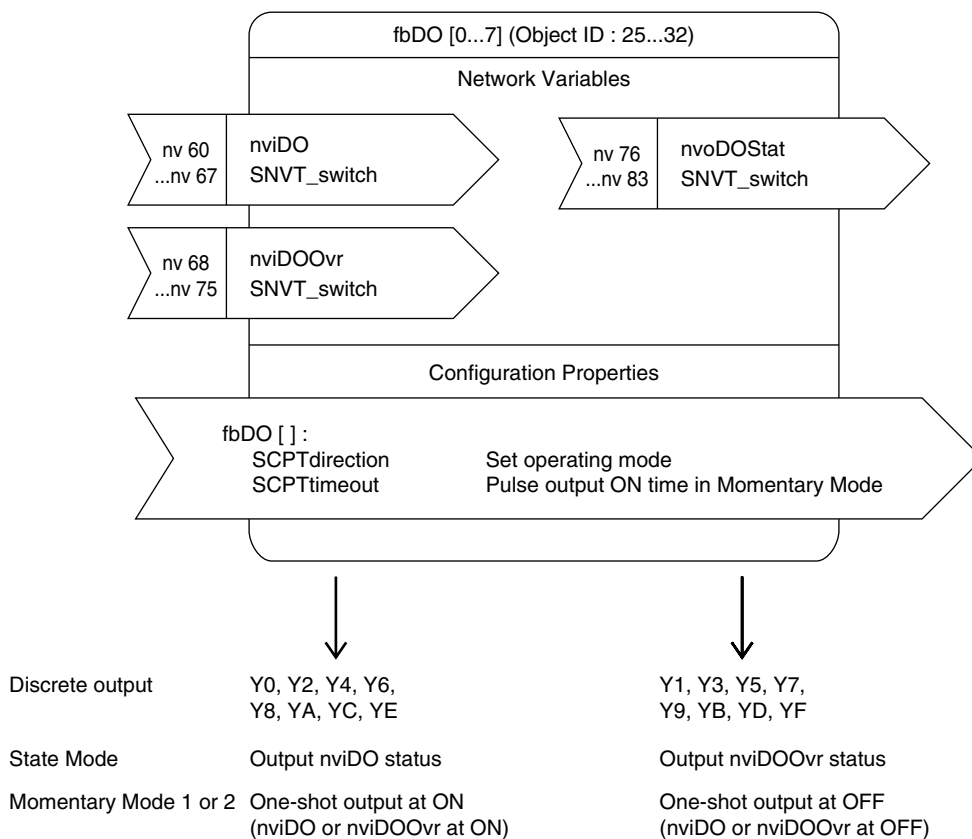 fbDO [0...7] (Object ID : 25...32)
Network Variables
nv 60
...nv 67
nviDO
SNVT_switch
nv 76
...nv 83
nvoDOStat
SNVT_switch
nv 68
...nv 75
nviDOOvr
SNVT_switch
Configuration Properties
fbDO [ ] :
SCPTdirection Set operating mode
SCPTtimeout Pulse output ON time in Momentary Mode
Discrete output Y0, Y2, Y4, Y6, Y1, Y3, Y5, Y7,
Y8, YA, YC, YE Y9, YB, YD, YF
State Mode Output nviDO status Output nviDOOvr status
Momentary Mode 1 or 2 One-shot output at ON One-shot output at OFF
(nviDO or nviDOOvr at ON) (nviDO or nviDOOvr at OFF)